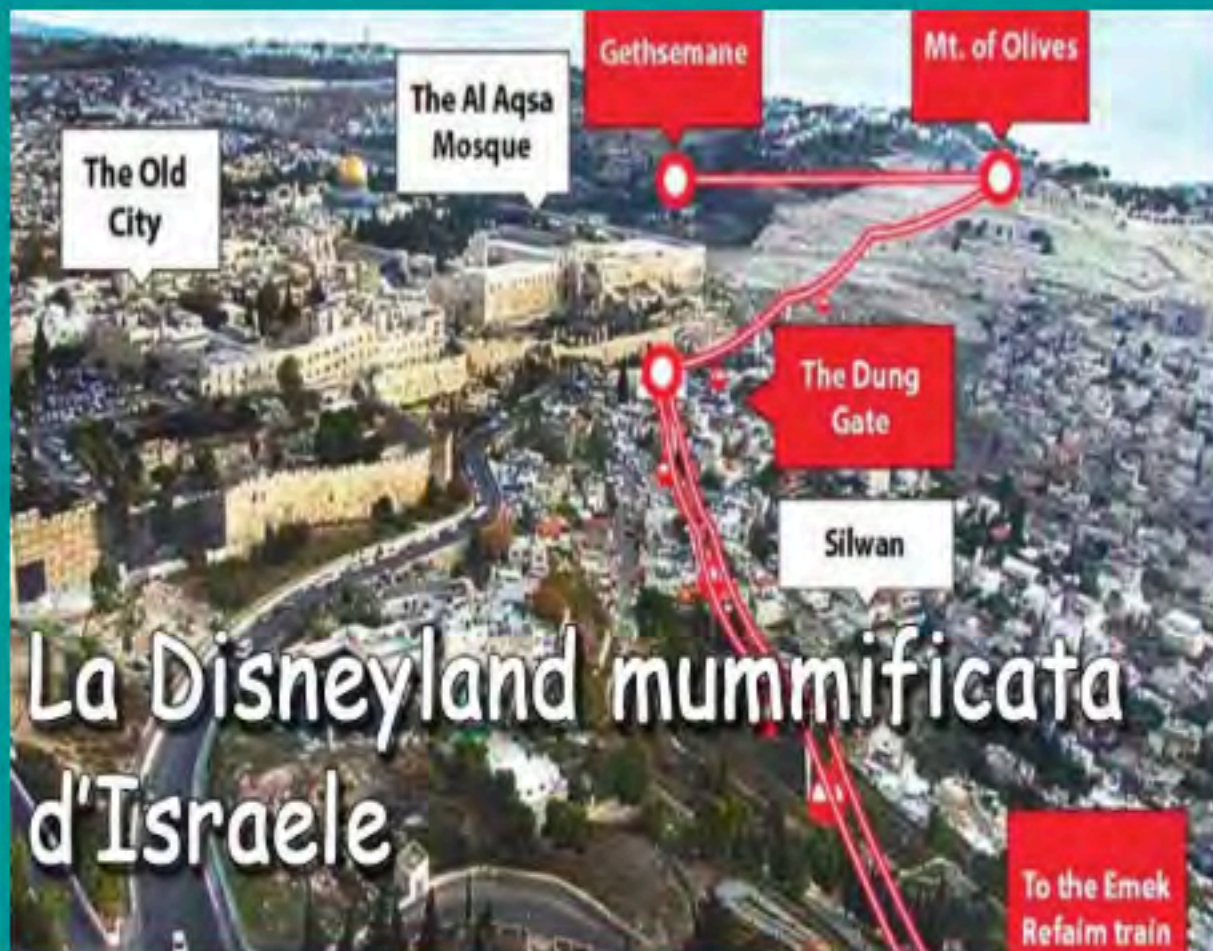 Gethsemane
Mt. of Olives
The Al Aqsa
Mosque
The Old
City
The Dung
Gate
Silwan
La Disneyland mummificata
d'Israele
To the Emek
Refaim train